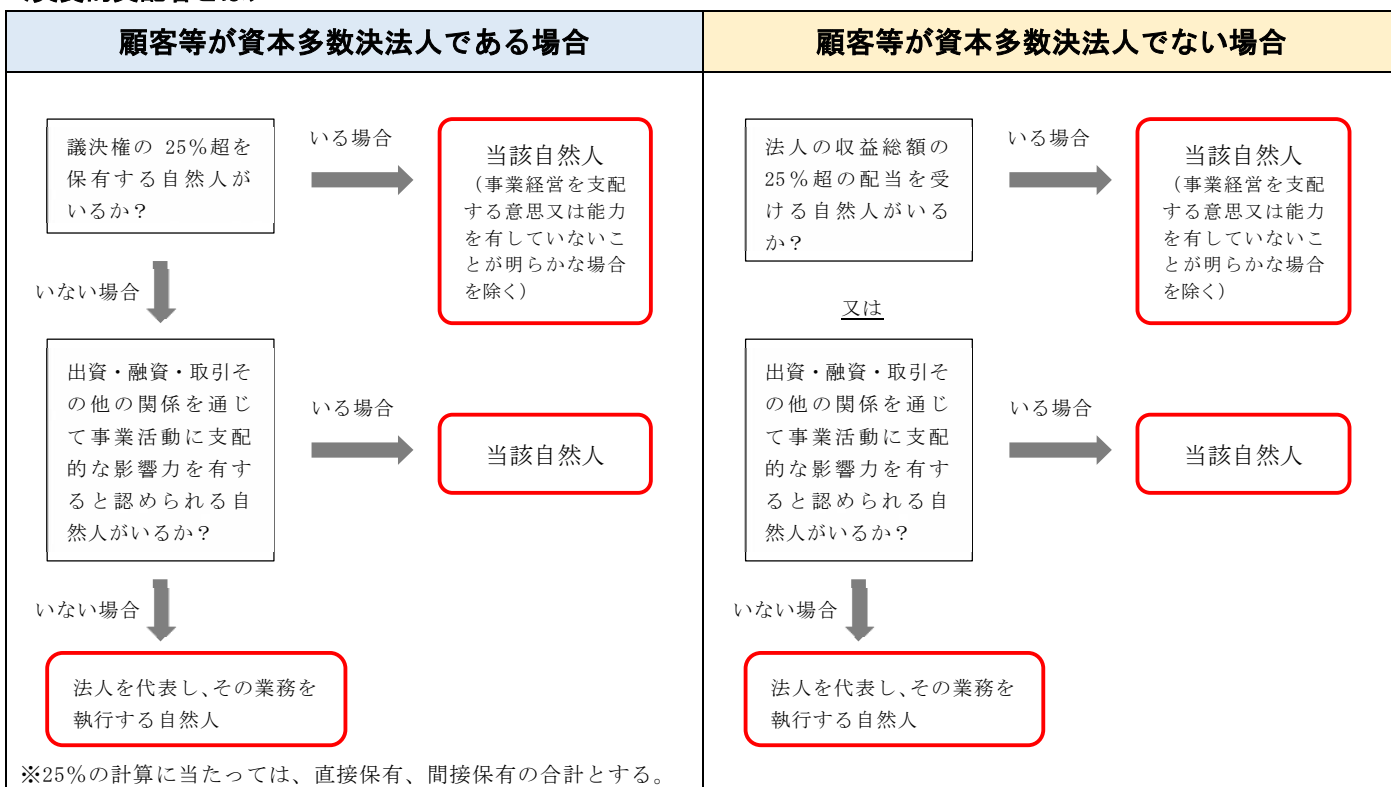 顧客等が資本多数決法人である場合
議決権の 25％超を
保有する自然人が
いるか？
いる場合
当該自然人
（事業経営を支配
する意思又は能力
を有していないこ
とが明らかな場合
を除く）
いない場合
出資・融資・取引そ
の他の関係を通じ
て事業活動に支配
的な影響力を有す
ると認められる自
然人がいるか？
いる場合
当該自然人
いない場合
法人を代表し、その業務を
執行する自然人
※25％の計算に当たっては、直接保有、間接保有の合計とする。
顧客等が資本多数決法人でない場合
法人の収益総額の
25％超の配当を受
ける自然人がいる
か？
いる場合
当該自然人
（事業経営を支配
する意思又は能力
を有していないこ
とが明らかな場合
を除く）
又は
出資・融資・取引そ
の他の関係を通じ
て事業活動に支配
的な影響力を有す
ると認められる自
然人がいるか？
いる場合
当該自然人
いない場合
法人を代表し、その業務を
執行する自然人